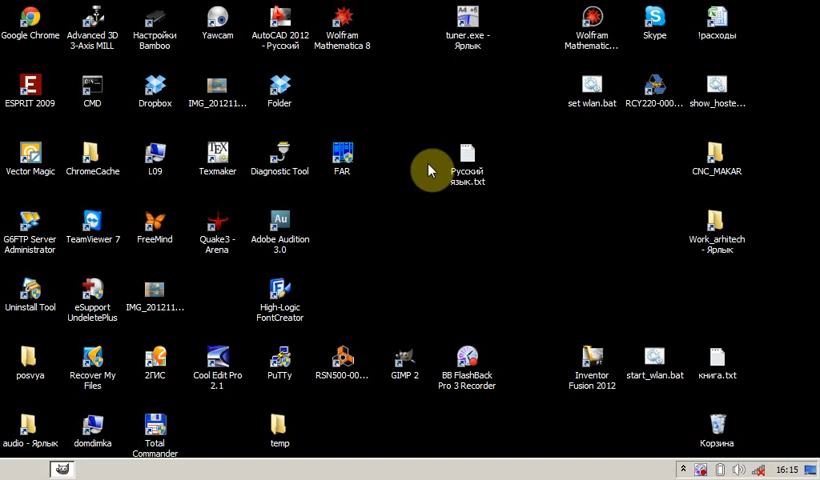 Google Chrome
Advanced 3D
3-Axis MILL
Настройки
Bamboo
Yawcam
AutoCAD 2012
- Русский
Wolfram
Mathematica 8
tuner.exe -
Ярлык
Wolfram
Mathematic...
Skype
!расходы
ESPRIT 2009
CMD
Dropbox
IMG_201211...
Folder
set wlan.bat
RCY220-000...
show_hoste...
Vector Magic
ChromeCache
L09
Texmaker
Diagnostic Tool
FAR
Русский
язык.txt
CNC_MAKAR
G6FTP Server
Administrator
TeamViewer 7
FreeMind
Quake3 -
Arena
Adobe Audition
3.0
Work_arhitech
- Ярлык
Uninstall Tool
eSupport
UndeletePlus
IMG_201211...
High-Logic
FontCreator
posvya
Recover My
Files
2ГИС
Cool Edit Pro
2.1
PuTTy
RSN500-00...
GIMP 2
BB FlashBack
Pro 3 Recorder
Inventor
Fusion 2012
start_wlan.bat
книга.txt
audio - Ярлык
domdimka
Total
Commander
temp
Корзина
16:15